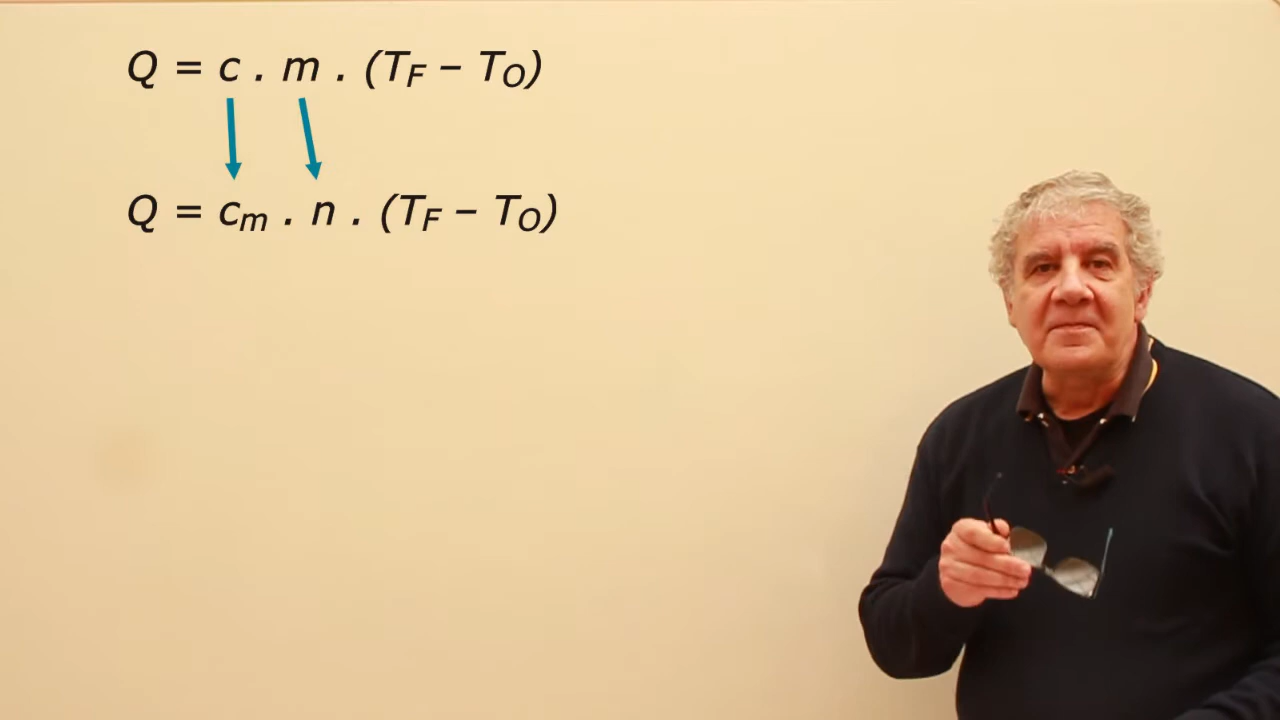 Q = c . m . (T_F – T_O)
Q = c_m . n . (T_F – T_O)